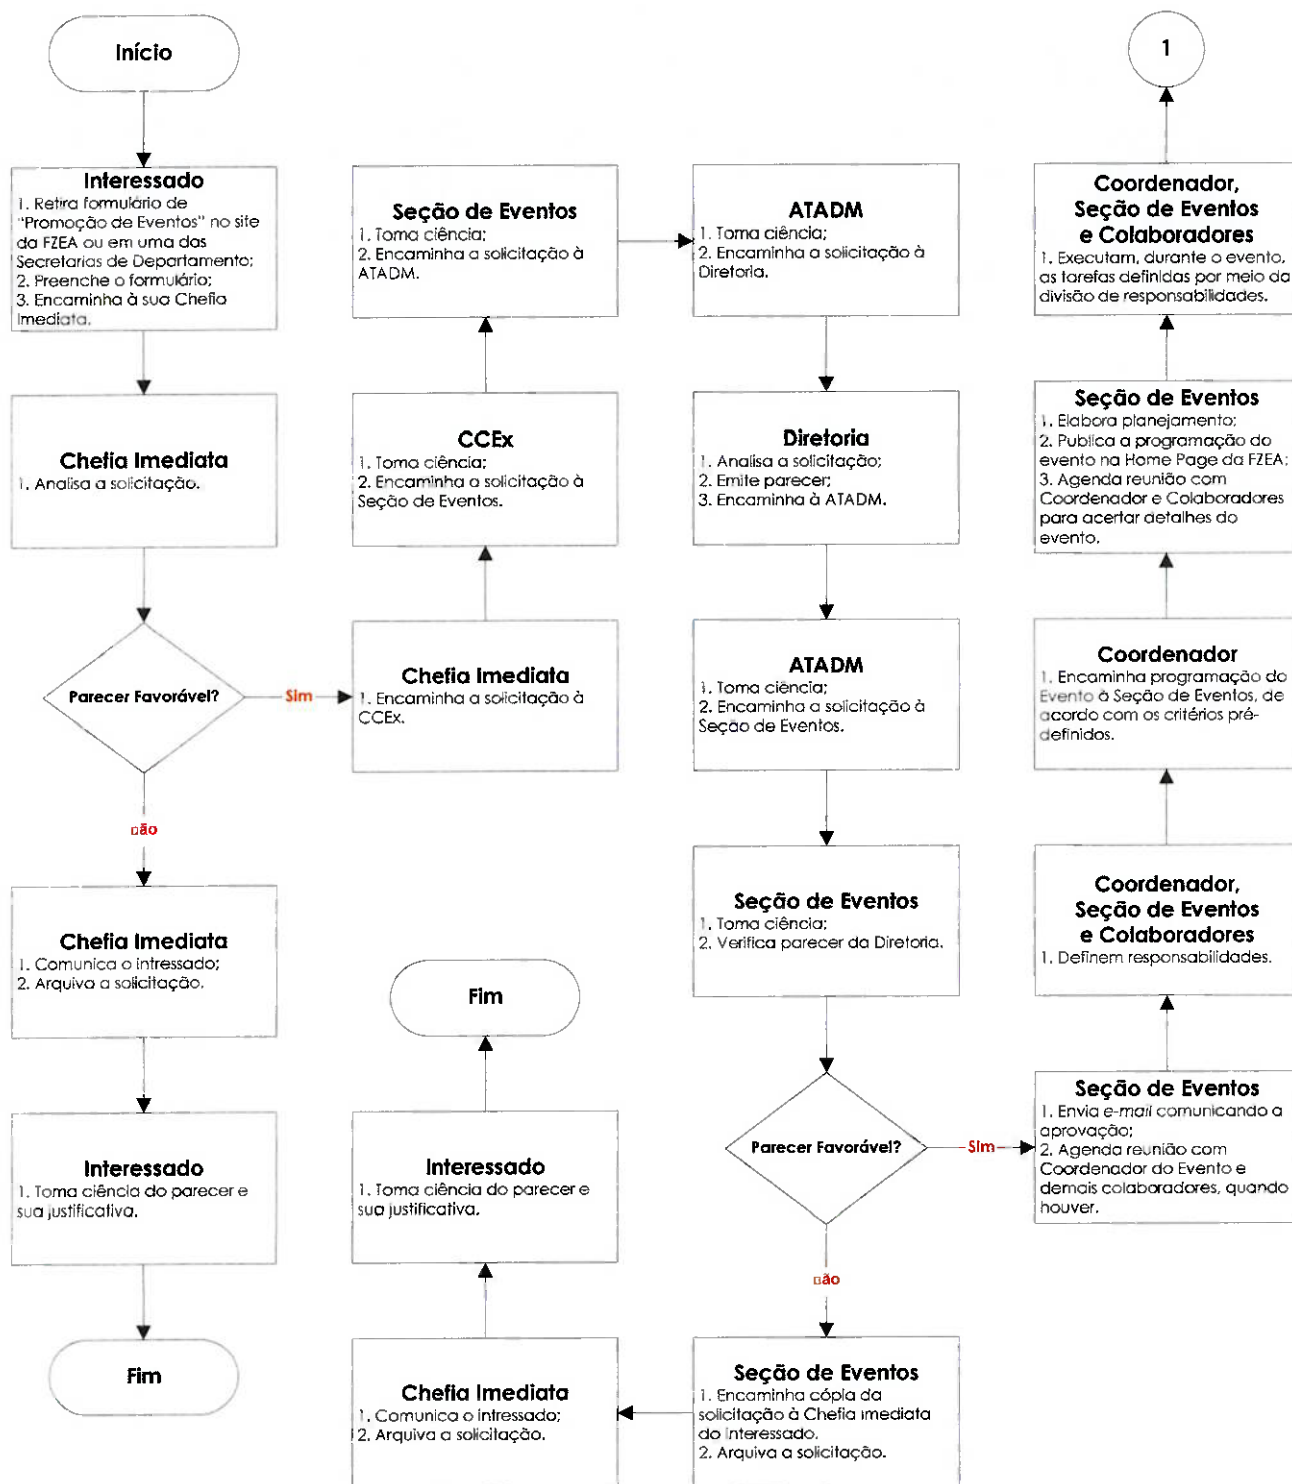 Início
Interessado
1. Retira formulário de
"Promoção de Eventos" no site
da FZEA ou em uma das
Secretarias de Departamento;
2. Preenche o formulário;
3. Encaminha à sua Chefia
Imediata.
Chefia Imediata
1. Analisa a solicitação.
Parecer Favorável?
Sim
não
Chefia Imediata
1. Comunica o intressado;
2. Arquiva a solicitação.
Interessado
1. Toma ciência do parecer e
sua justificativa.
Fim
Chefia Imediata
1. Encaminha a solicitação à
CCEx.
CCEx
1. Toma ciência;
2. Encaminha a solicitação à
Seção de Eventos.
Seção de Eventos
1. Toma ciência;
2. Encaminha a solicitação à
ATADM.
ATADM
1. Toma ciência;
2. Encaminha a solicitação à
Diretoria.
Diretoria
1. Analisa a solicitação;
2. Emite parecer;
3. Encaminha à ATADM.
ATADM
1. Toma ciência;
2. Encaminha a solicitação à
Seção de Eventos.
Seção de Eventos
1. Toma ciência;
2. Verifica parecer da Diretoria.
Parecer Favorável?
Sim
não
Seção de Eventos
1. Encaminha cópia da
solicitação à Chefia imediata
do Interessado.
2. Arquiva a solicitação.
Chefia Imediata
1. Comunica o intressado;
2. Arquiva a solicitação.
Interessado
1. Toma ciência do parecer e
sua justificativa.
Fim
Seção de Eventos
1. Envia e-mail comunicando a
aprovação;
2. Agenda reunião com
Coordenador do Evento e
demais colaboradores, quando
houver.
Coordenador,
Seção de Eventos
e Colaboradores
1. Definem responsabilidades.
Coordenador
1. Encaminha programação do
Evento à Seção de Eventos, de
acordo com os critérios pré-
definidos.
Seção de Eventos
1. Elabora planejamento;
2. Publica a programação do
evento na Home Page da FZEA;
3. Agenda reunião com
Coordenador e Colaboradores
para acertar detalhes do
evento.
Coordenador,
Seção de Eventos
e Colaboradores
1. Executam, durante o evento,
as tarefas definidas por meio da
divisão de responsabilidades.
1